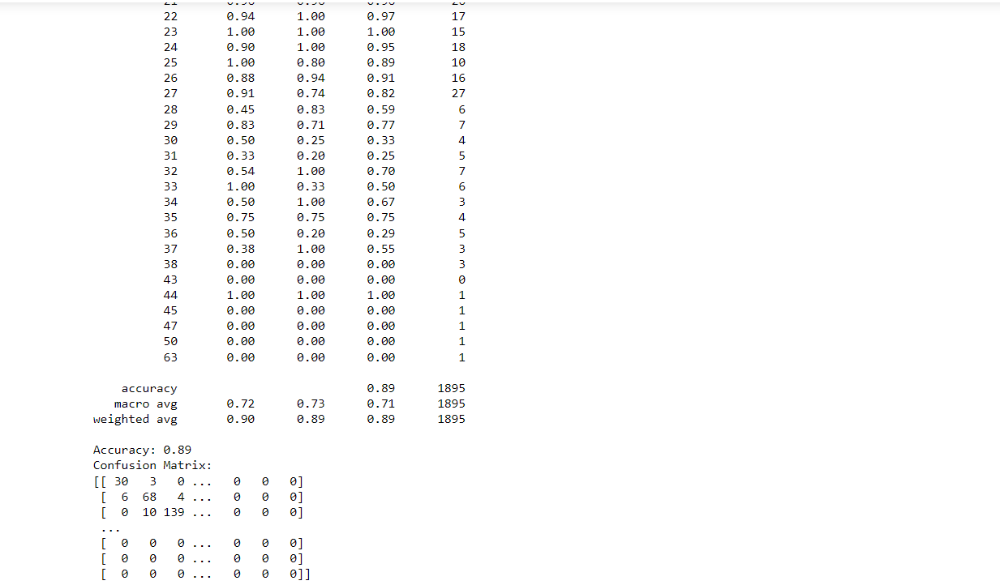 22 0.94 1.00 0.97 17
23 1.00 1.00 1.00 15
24 0.90 1.00 0.95 18
25 1.00 0.80 0.89 10
26 0.88 0.94 0.91 16
27 0.91 0.74 0.82 27
28 0.45 0.83 0.59 6
29 0.83 0.71 0.77 7
30 0.50 0.25 0.33 4
31 0.33 0.20 0.25 5
32 0.54 1.00 0.70 7
33 1.00 0.33 0.50 6
34 0.50 1.00 0.67 3
35 0.75 0.75 0.75 4
36 0.50 0.20 0.29 5
37 0.38 1.00 0.55 3
38 0.00 0.00 0.00 3
43 0.00 0.00 0.00 0
44 1.00 1.00 1.00 1
45 0.00 0.00 0.00 1
47 0.00 0.00 0.00 1
50 0.00 0.00 0.00 1
63 0.00 0.00 0.00 1
accuracy 0.89 1895
macro avg 0.72 0.73 0.71 1895
weighted avg 0.90 0.89 0.89 1895
Accuracy: 0.89
Confusion Matrix:
[[ 30 3 0 ... 0 0 0]
[ 6 68 4 ... 0 0 0]
[ 0 10 139 ... 0 0 0]
...
[ 0 0 0 ... 0 0 0]
[ 0 0 0 ... 0 0 0]
[ 0 0 0 ... 0 0 0]]